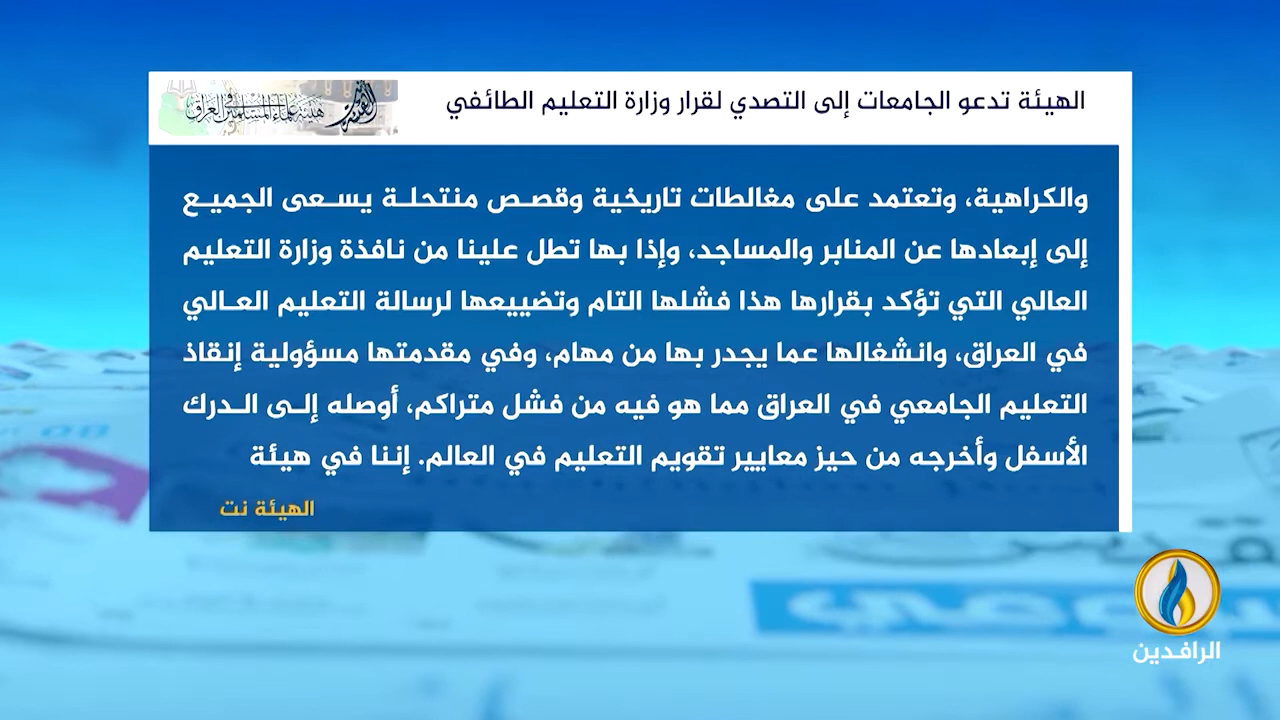 الهيئة تدعو الجامعات إلى التصدي لقرار وزارة التعليم الطائفي
هيئة علماء المسلمين في العراق
والكراهية، وتعتمد على مغالطات تاريخية وقصص منتحلة يسعى الجميع
إلى إبعادها عن المنابر والمساجد، وإذا بها تطل علينا من نافذة وزارة التعليم
العالي التي تؤكد بقرارها هذا فشلها التام وتضييعها لرسالة التعليم العالي
في العراق، وانشغالها عما يجدر بها من مهام، وفي مقدمتها مسؤولية إنقاذ
التعليم الجامعي في العراق مما هو فيه من فشل متراكم، أوصله إلى الدرك
الأسفل وأخرجه من حيز معايير تقويم التعليم في العالم. إننا في هيئة
الهيئة نت
الرافدين